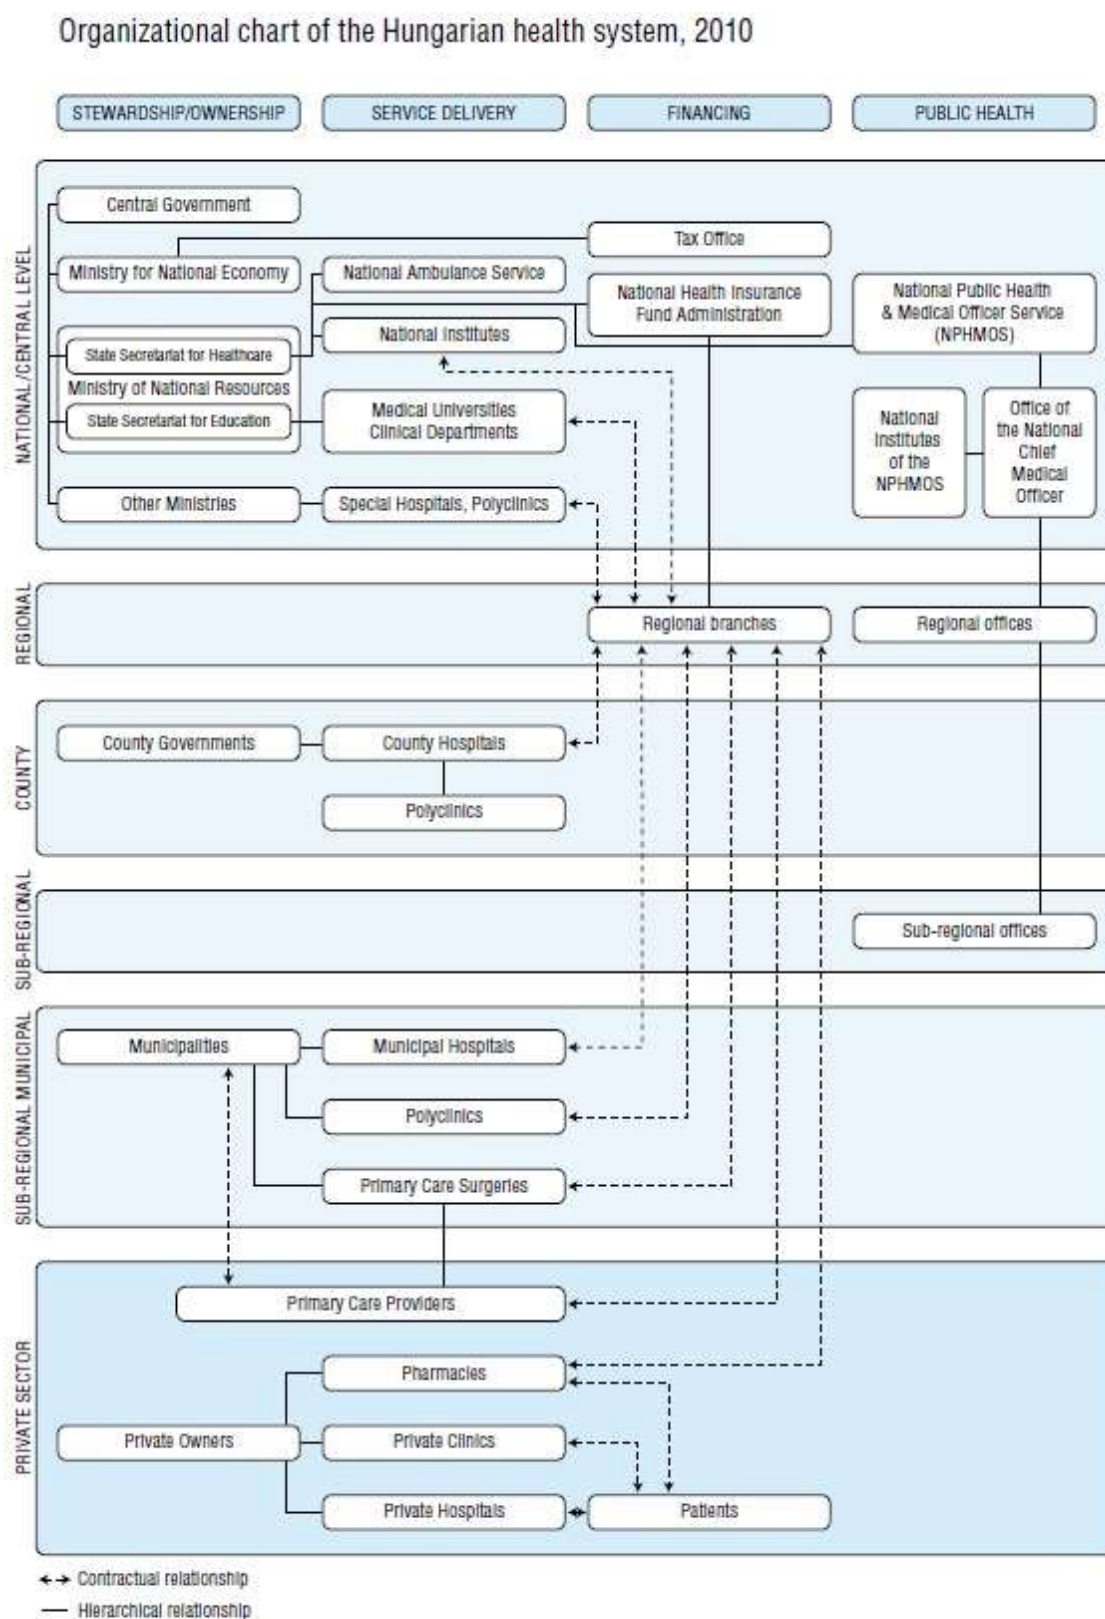 Organizational chart of the Hungarian health system, 2010
STEWARDSHIP/OWNERSHIP
SERVICE DELIVERY
FINANCING
PUBLIC HEALTH
NATIONAL/CENTRAL LEVEL
Central Government
Tax Office
Ministry for National Economy
National Ambulance Service
National Health Insurance
Fund Administration
National Public Health
& Medical Officer Service
(NPHMOS)
National Institutes
State Secretariat for Healthcare
Ministry of National Resources
State Secretariat for Education
Medical Universities
Clinical Departments
National
Institutes
of the
NPHMOS
Office of
the National
Chief
Medical
Officer
Other Ministries
Special Hospitals, Polyclinics
REGIONAL
Regional branches
Regional offices
COUNTY
County Governments
County Hospitals
Polyclinics
SUB-REGIONAL
Sub-regional offices
SUB-REGIONAL MUNICIPAL
Municipalities
Municipal Hospitals
Polyclinics
Primary Care Surgeries
PRIVATE SECTOR
Primary Care Providers
Pharmacies
Private Owners
Private Clinics
Private Hospitals
Patients
Contractual relationship
Hierarchical relationship